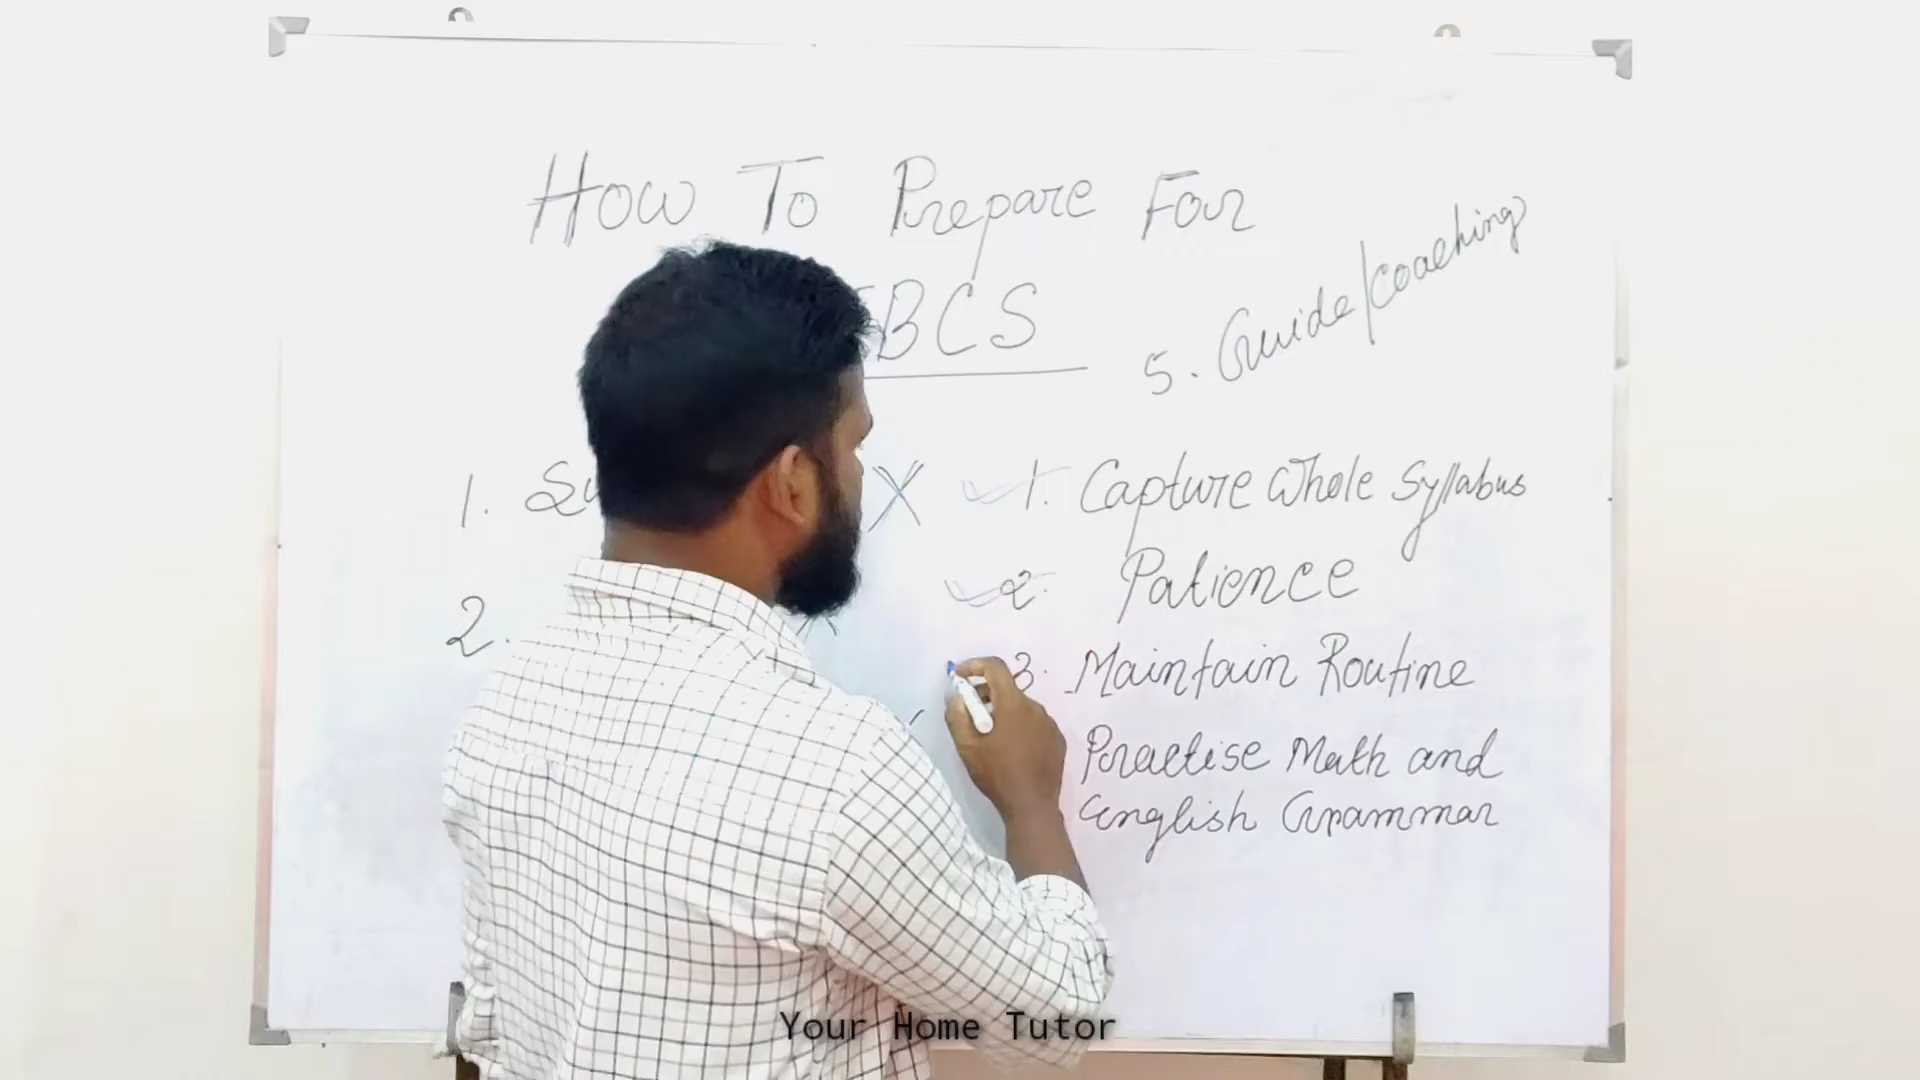 How To Prepare For
BCS
5. Guide/Coaching
1.
X
1. Capture Whole Syllabus
2. Patience
2.
3. Maintain Routine
Practise Math and
English Grammar
Your Home Tutor